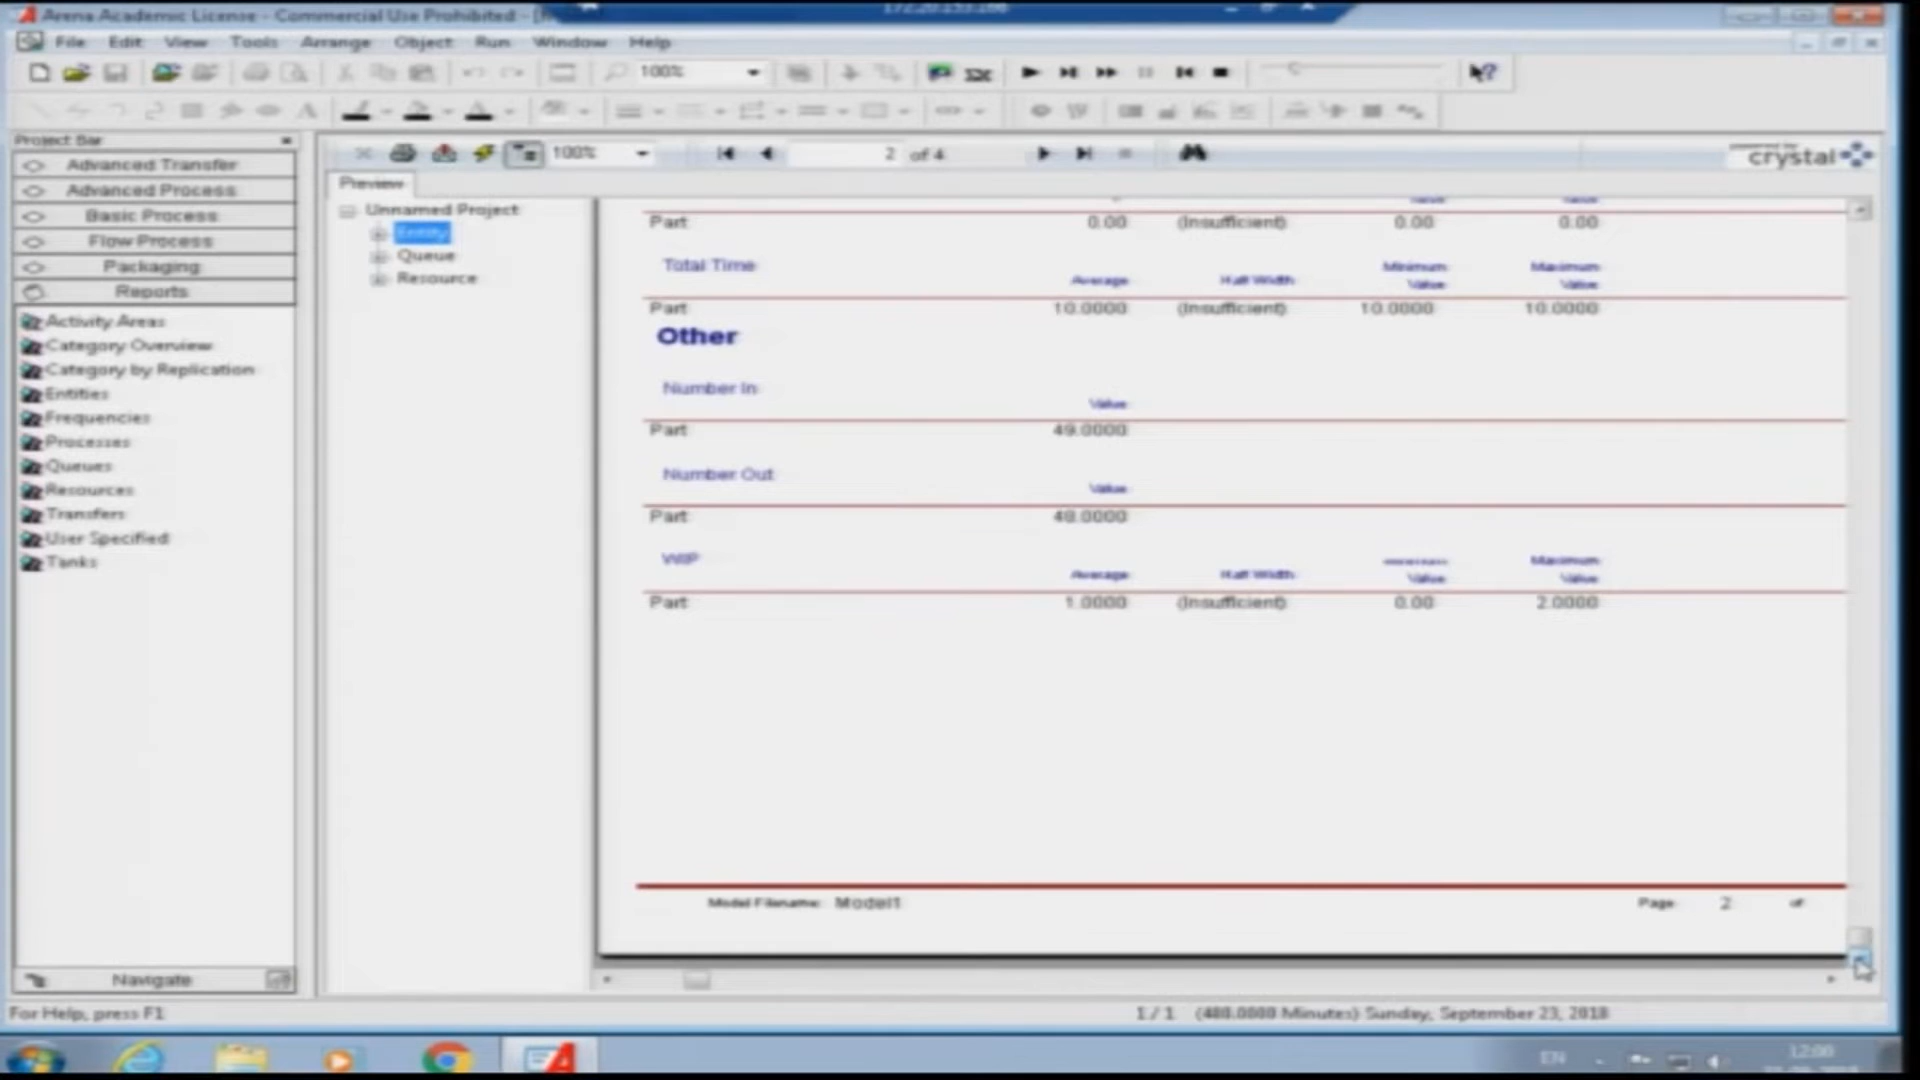 Arena Academic License - Commercial Use Prohibited - [
File Edit View Tools Arrange Object Run Window Help
100%
Project Bar
Advanced Transfer
Advanced Process
Basic Process
Flow Process
Packaging
Reports
Activity Areas
Category Overview
Category by Replication
Entities
Frequencies
Processes
Queues
Resources
Transfers
User Specified
Tanks
Navigate
100%
2 of 4
crystal
Preview
Unnamed Project
Entity
Queue
Resource
Value Value
Part 0.00 (Insufficient) 0.00 0.00
Total Time Average Half Width Minimum Value Maximum Value
Part 10.0000 (Insufficient) 10.0000 10.0000
Other
Number In Value
Part 49.0000
Number Out Value
Part 48.0000
WIP Average Half Width Value Maximum Value
Part 1.0000 (Insufficient) 0.00 2.0000
Model Filename: Model1 Page 2 of
For Help, press F1
1 / 1 (480.0000 Minutes) Sunday, September 23, 2018
EN
12:00